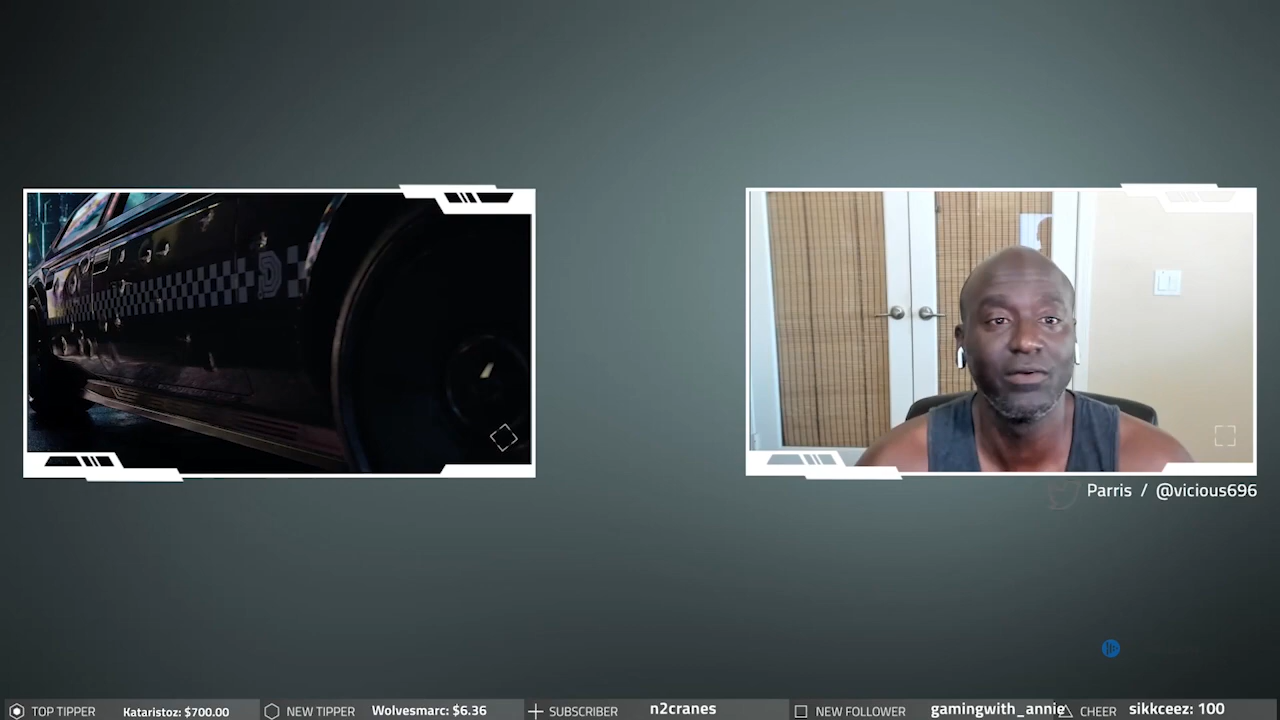 Parris / @vicious696
TOP TIPPER Kataristoz: $700.00 NEW TIPPER Wolvesmarc: $6.36 SUBSCRIBER n2cranes NEW FOLLOWER gamingwith_annie CHEER sikkceez: 100